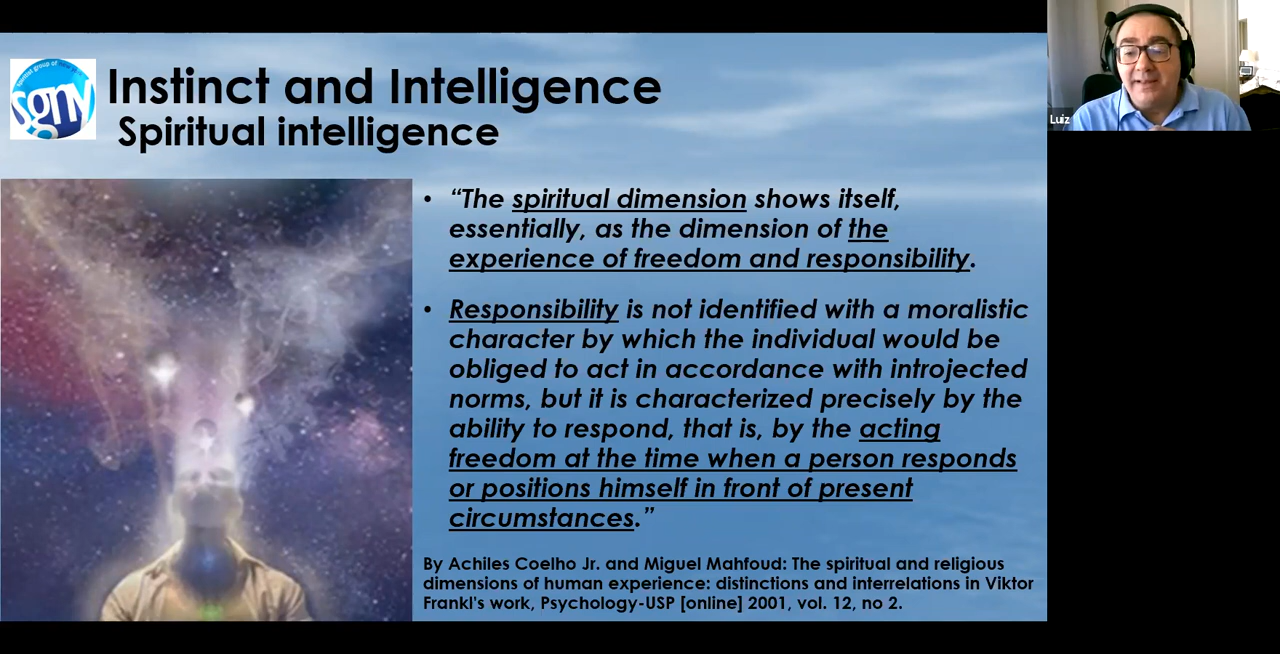 Instinct and Intelligence
Spiritual intelligence
sgny
• “The spiritual dimension shows itself,
essentially, as the dimension of the
experience of freedom and responsibility.
• Responsibility is not identified with a moralistic
character by which the individual would be
obliged to act in accordance with introjected
norms, but it is characterized precisely by the
ability to respond, that is, by the acting
freedom at the time when a person responds
or positions himself in front of present
circumstances.”
By Achiles Coelho Jr. and Miguel Mahfoud: The spiritual and religious
dimensions of human experience: distinctions and interrelations in Viktor
Frankl's work, Psychology-USP [online] 2001, vol. 12, no 2.
Luiz